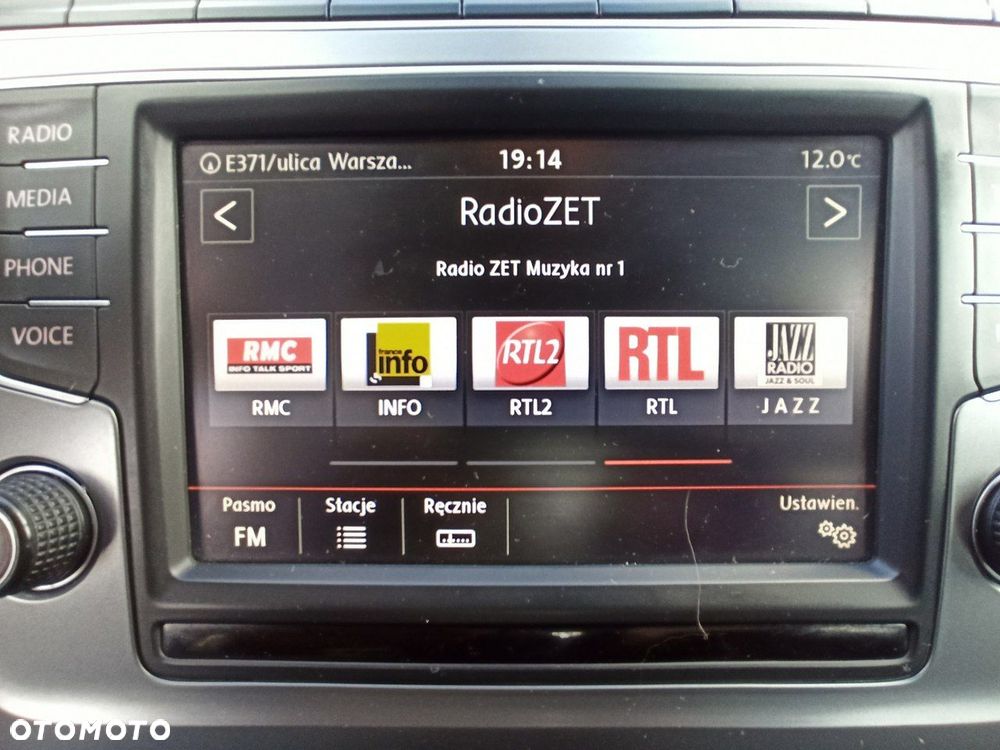 RADIO
MEDIA
PHONE
VOICE
E371/ulica Warsza... 19:14 12.0°C
< RadioZET >
Radio ZET Muzyka nr 1
RMC
INFO TALK SPORT
france
info
RTL2
RTL
JAZZ
RADIO
JAZZ & SOUL
RMC INFO RTL2 RTL JAZZ
Pasmo Stacje Ręcznie Ustawien.
FM
OTOMOTO